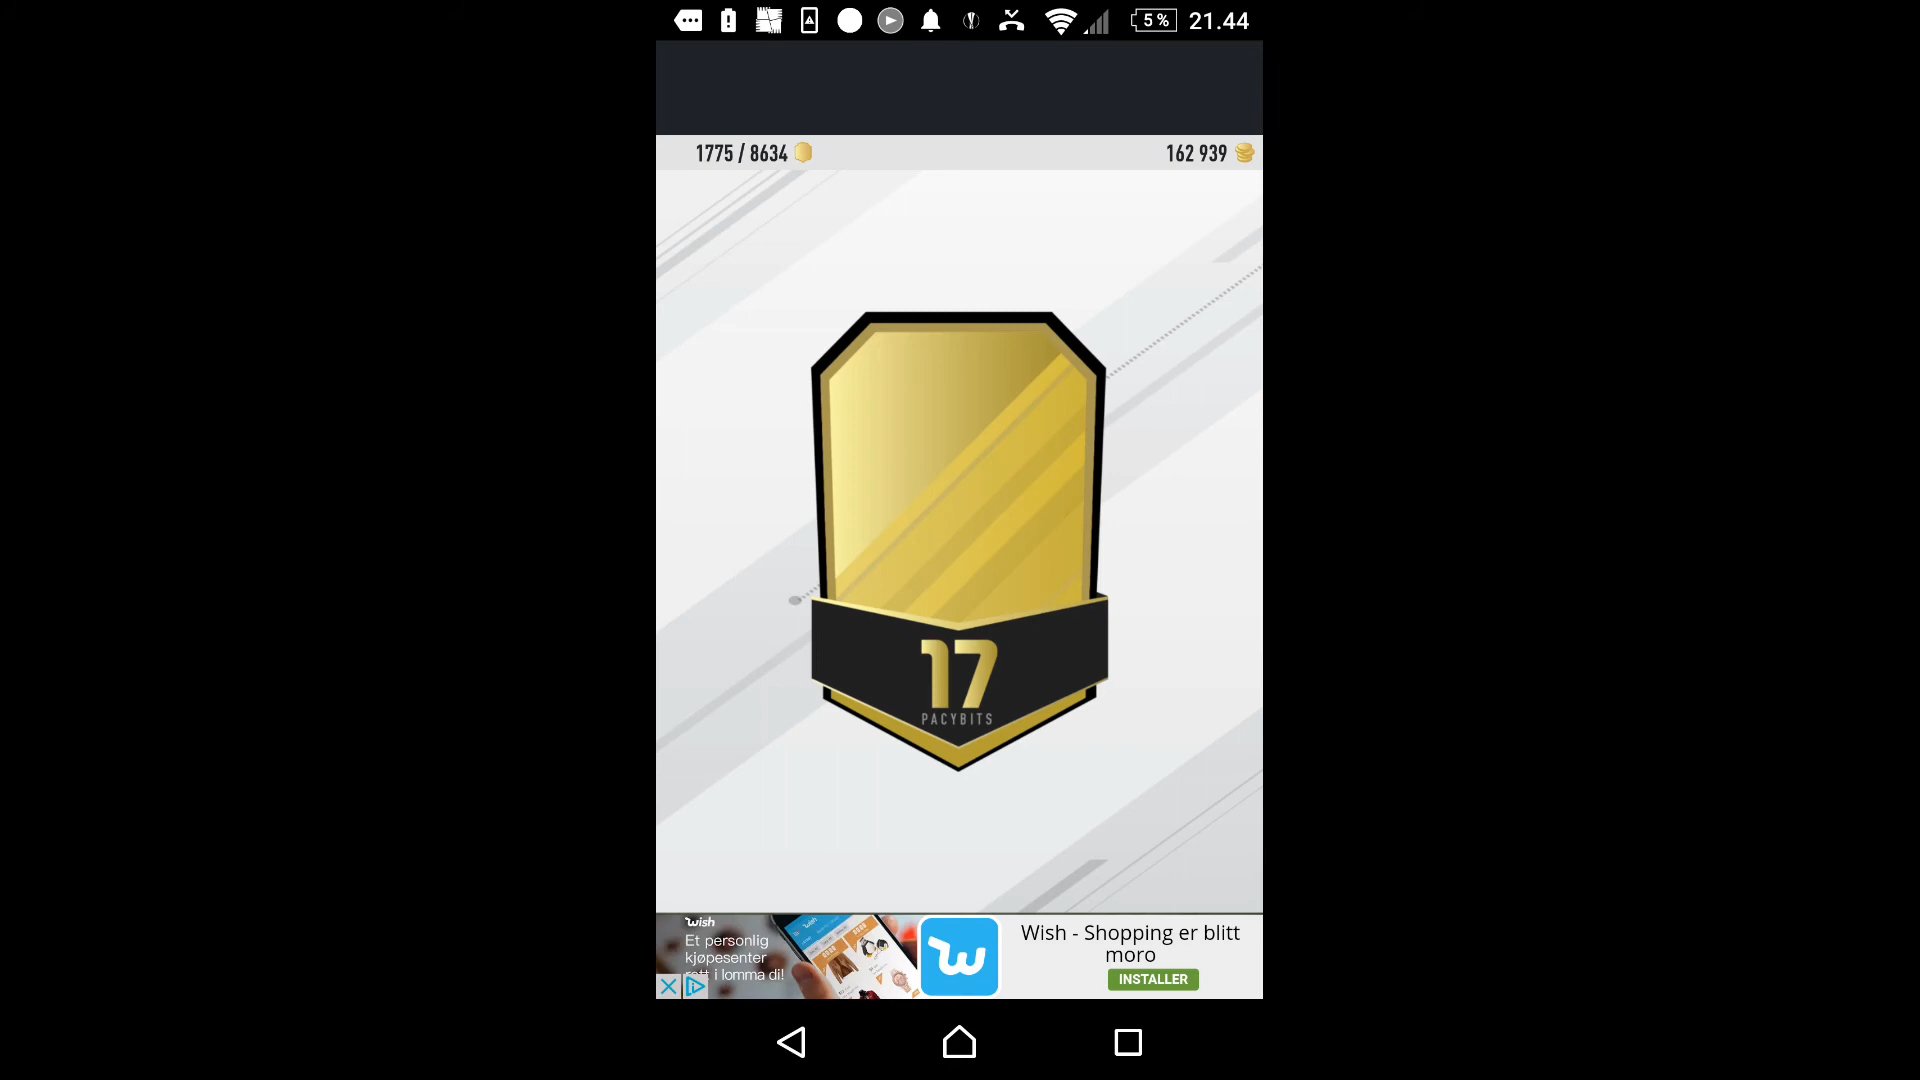 5 % 21.44
1775 / 8634 162 939
17
PACYBITS
wish
Et personlig
kjøpesenter
rett i lomma di!
Wish - Shopping er blitt
moro
INSTALLER